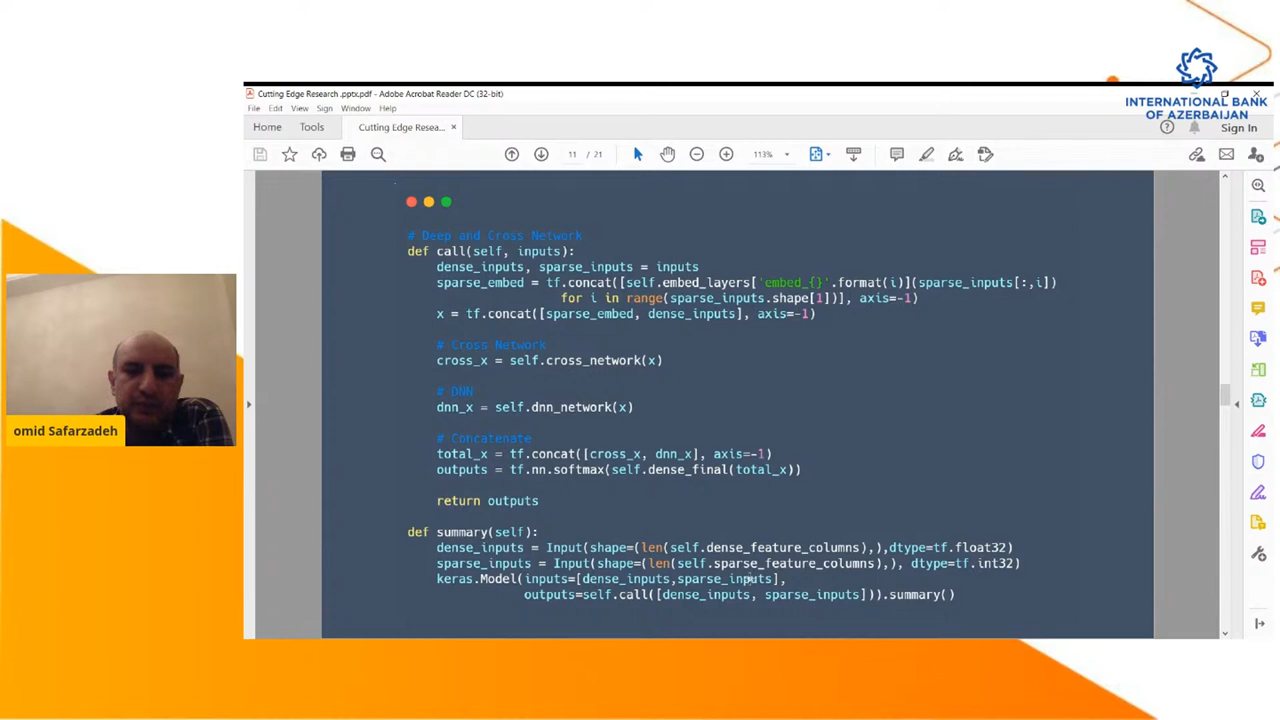 INTERNATIONAL BANK
OF AZERBAIJAN
Cutting Edge Research .pptx.pdf - Adobe Acrobat Reader DC (32-bit)
File Edit View Sign Window Help
Home Tools Cutting Edge Resea... × Sign In
11 / 21 113%
# Deep and Cross Network
def call(self, inputs):
dense_inputs, sparse_inputs = inputs
sparse_embed = tf.concat([self.embed_layers['embed_{}'.format(i)](sparse_inputs[:,i])
for i in range(sparse_inputs.shape[1])], axis=-1)
x = tf.concat([sparse_embed, dense_inputs], axis=-1)
# Cross Network
cross_x = self.cross_network(x)
# DNN
dnn_x = self.dnn_network(x)
# Concatenate
total_x = tf.concat([cross_x, dnn_x], axis=-1)
outputs = tf.nn.softmax(self.dense_final(total_x))
return outputs
def summary(self):
dense_inputs = Input(shape=(len(self.dense_feature_columns),),dtype=tf.float32)
sparse_inputs = Input(shape=(len(self.sparse_feature_columns),), dtype=tf.int32)
keras.Model(inputs=[dense_inputs,sparse_inputs],
outputs=self.call([dense_inputs, sparse_inputs])).summary()
omid Safarzadeh